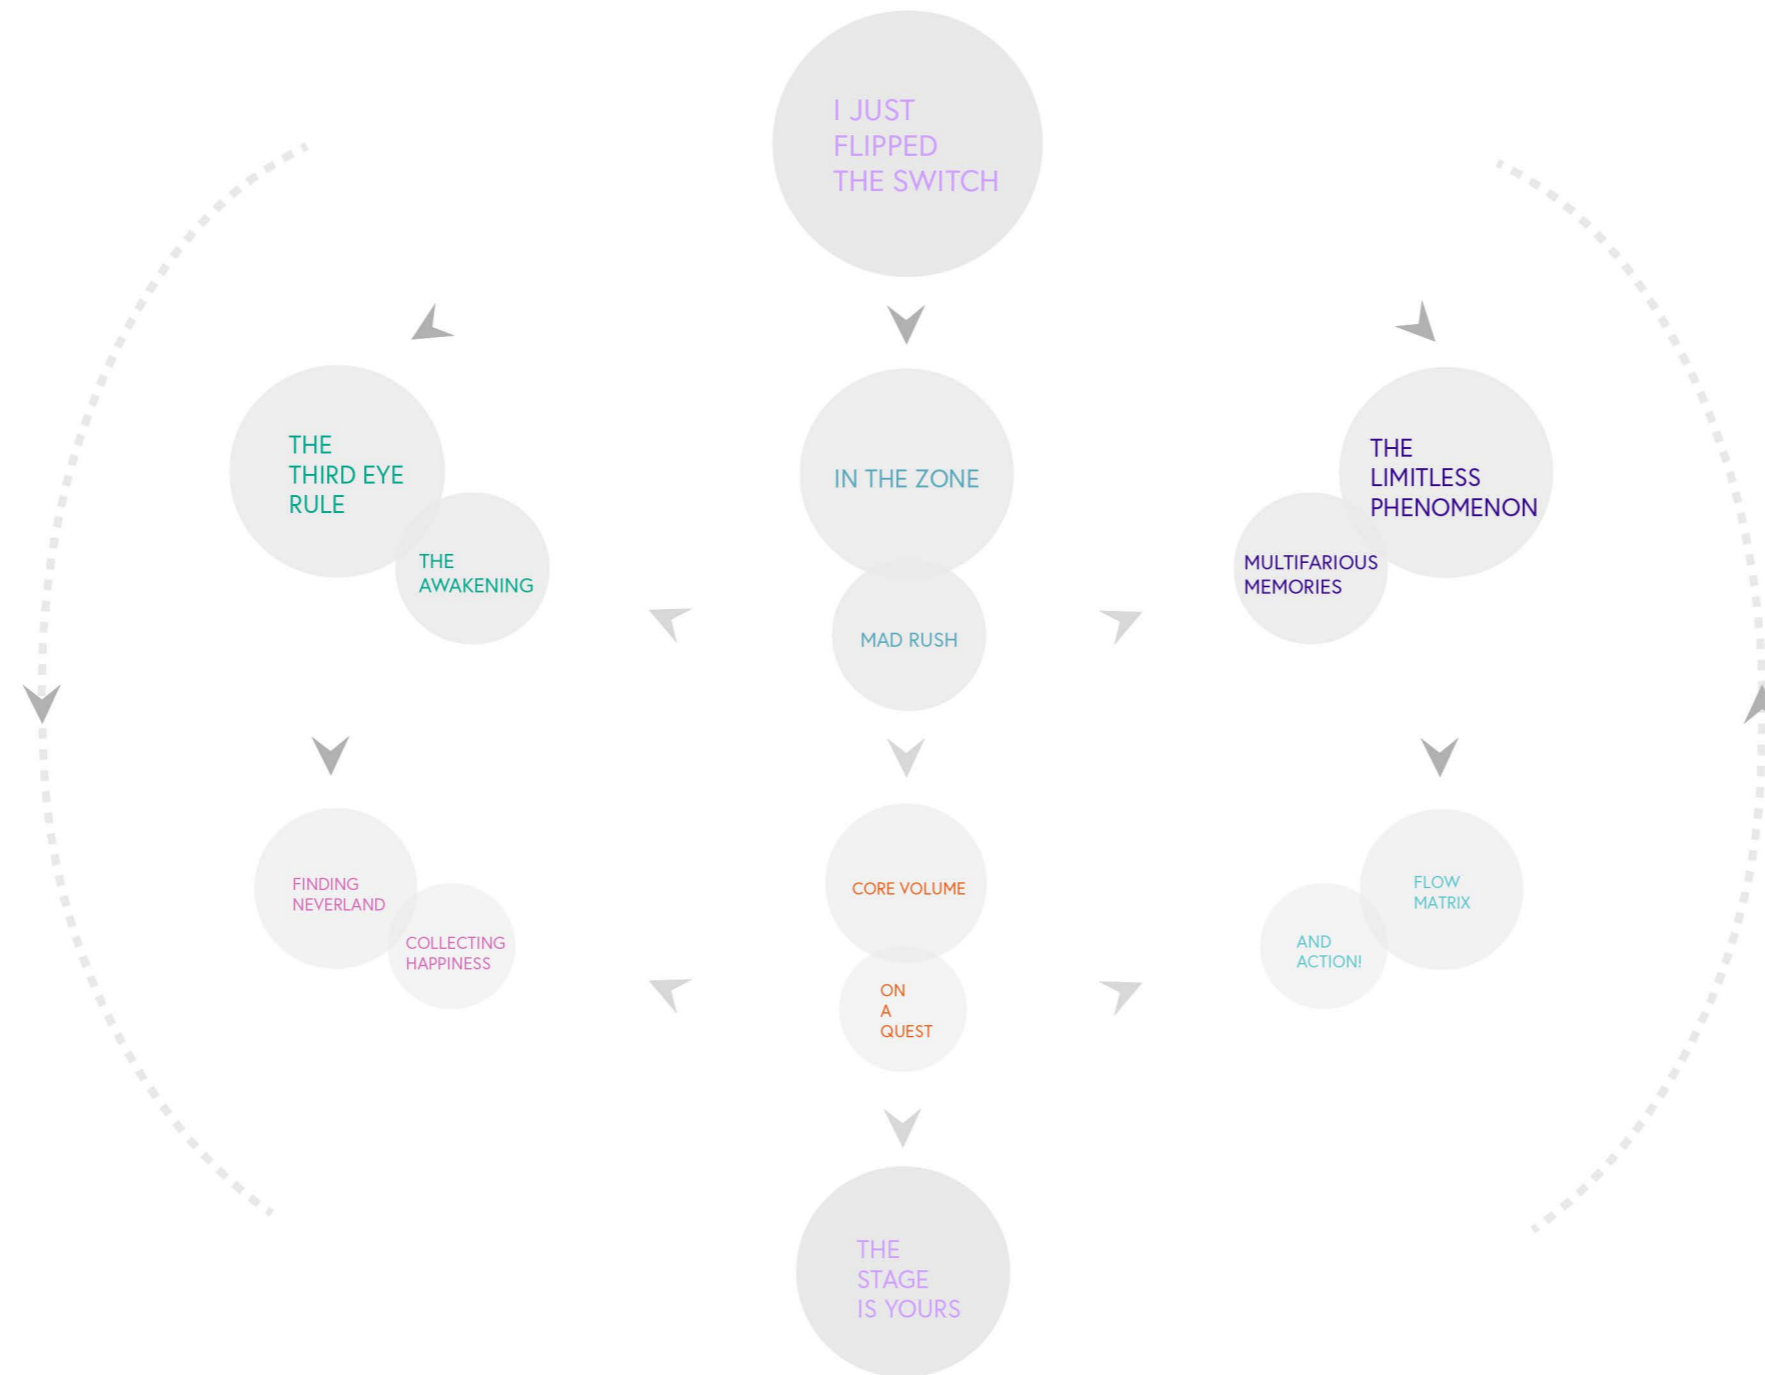 I JUST
FLIPPED
THE SWITCH
THE
THIRD EYE
RULE
THE
AWAKENING
IN THE ZONE
MAD RUSH
THE
LIMITLESS
PHENOMENON
MULTIFARIOUS
MEMORIES
FINDING
NEVERLAND
COLLECTING
HAPPINESS
CORE VOLUME
ON
A
QUEST
FLOW
MATRIX
AND
ACTION!
THE
STAGE
IS YOURS